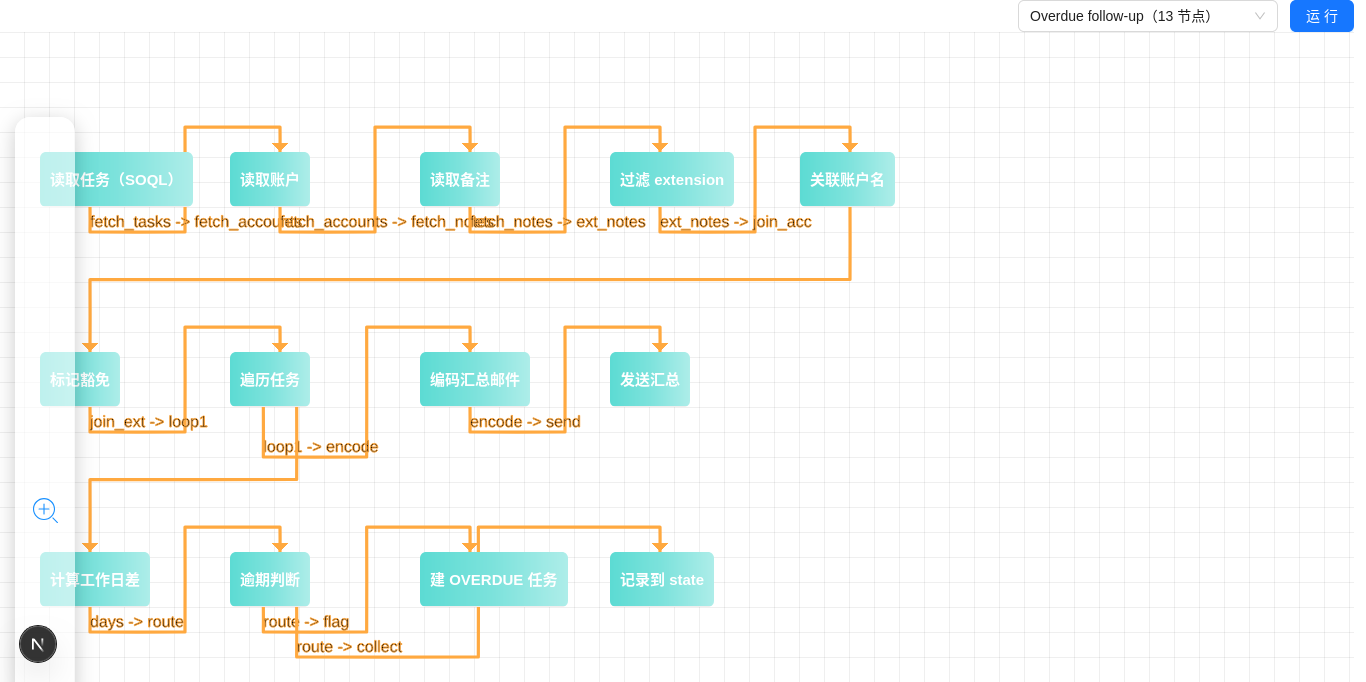 Overdue follow-up（13 节点）
运 行
读取任务（SOQL）
读取账户
读取备注
过滤 extension
关联账户名
fetch_tasks -> fetch_accounts
fetch_accounts -> fetch_notes
fetch_notes -> ext_notes
ext_notes -> join_acc
标记豁免
遍历任务
编码汇总邮件
发送汇总
join_ext -> loop1
encode -> send
loop1 -> encode
计算工作日差
逾期判断
建 OVERDUE 任务
记录到 state
days -> route
route -> flag
route -> collect
N